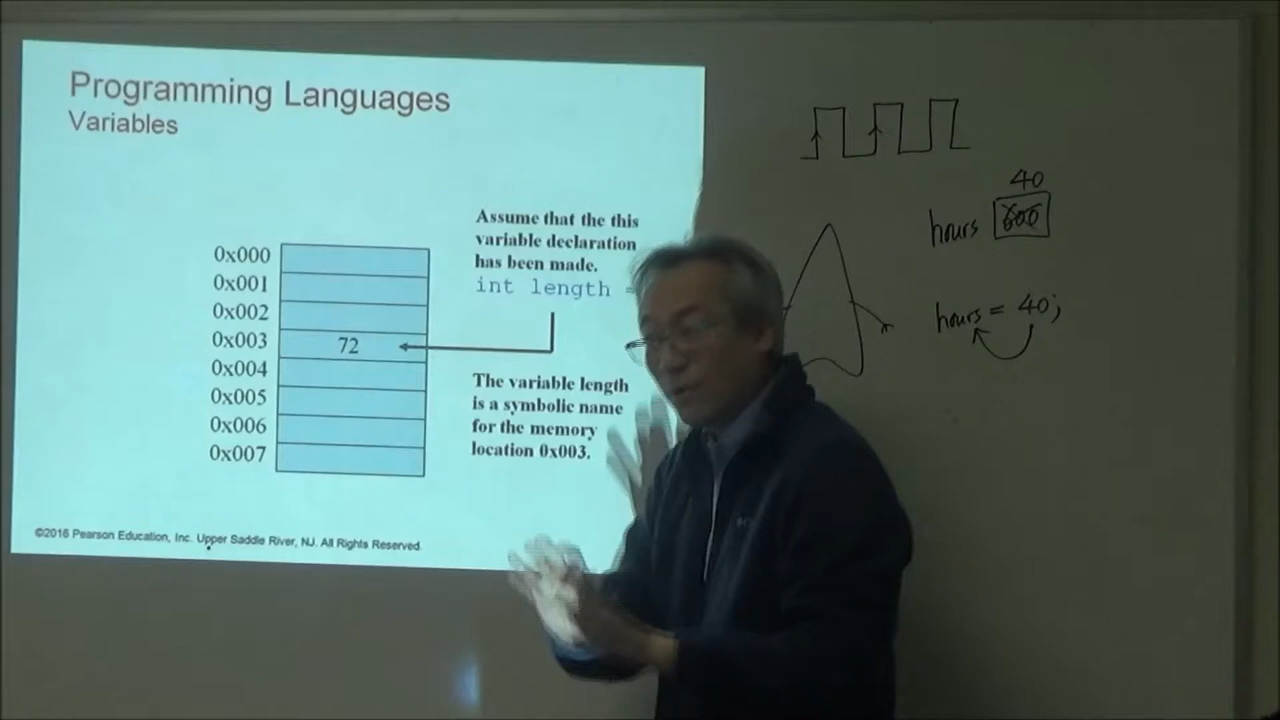 Programming Languages
Variables
Assume that the this
variable declaration
has been made.
int length
0x000
0x001
0x002
0x003
72
0x004
0x005
0x006
0x007
The variable length
is a symbolic name
for the memory
location 0x003.
©2016 Pearson Education, Inc. Upper Saddle River, NJ. All Rights Reserved.
40
hours
hours = 40;